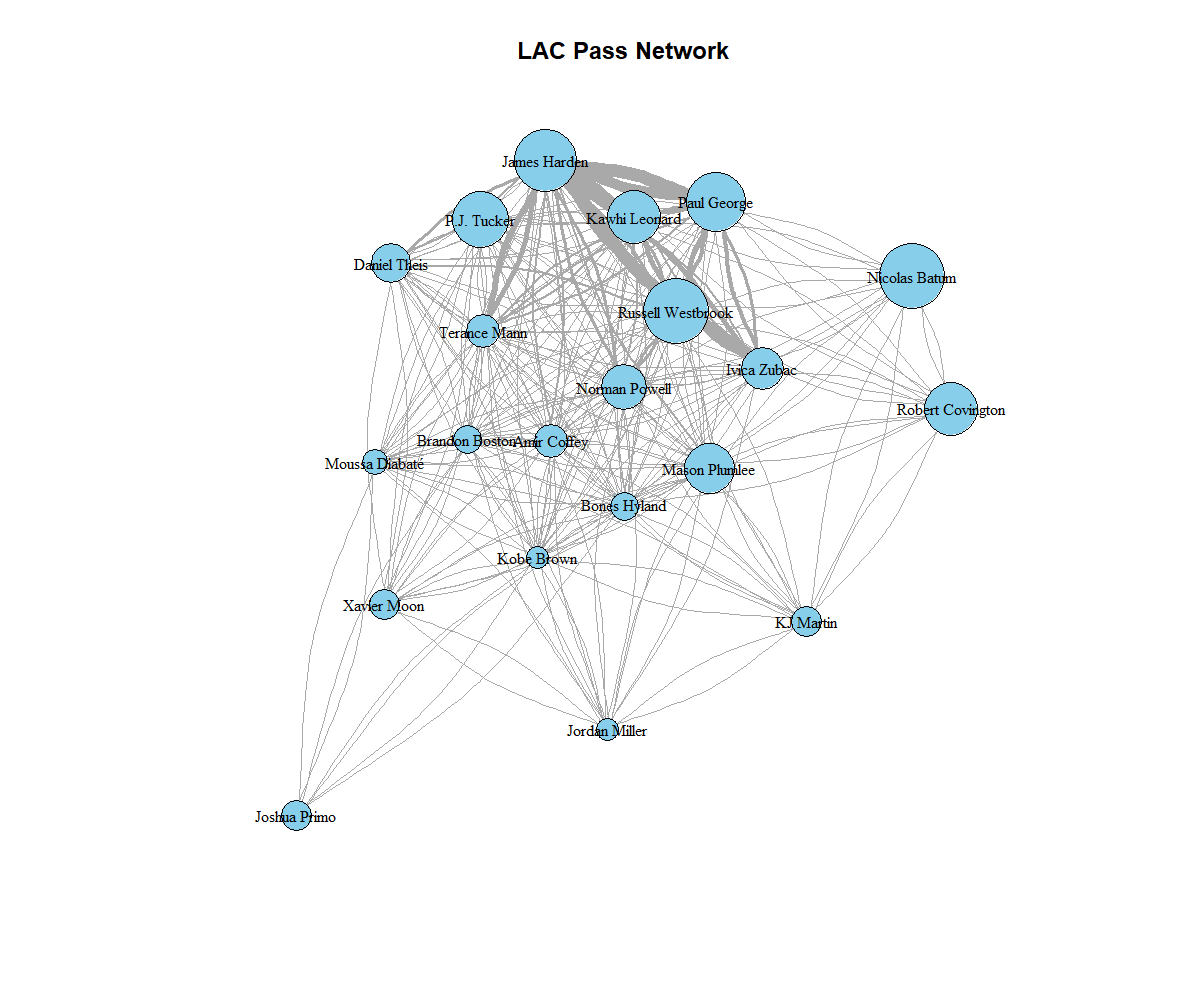 LAC Pass Network
James Harden
Paul George
P.J. Tucker
Kawhi Leonard
Daniel Theis
Nicolas Batum
Russell Westbrook
Terance Mann
Ivica Zubac
Norman Powell
Robert Covington
Brandon Boston
Amir Coffey
Moussa Diabaté
Mason Plumlee
Bones Hyland
Kobe Brown
Xavier Moon
KJ Martin
Jordan Miller
Joshua Primo